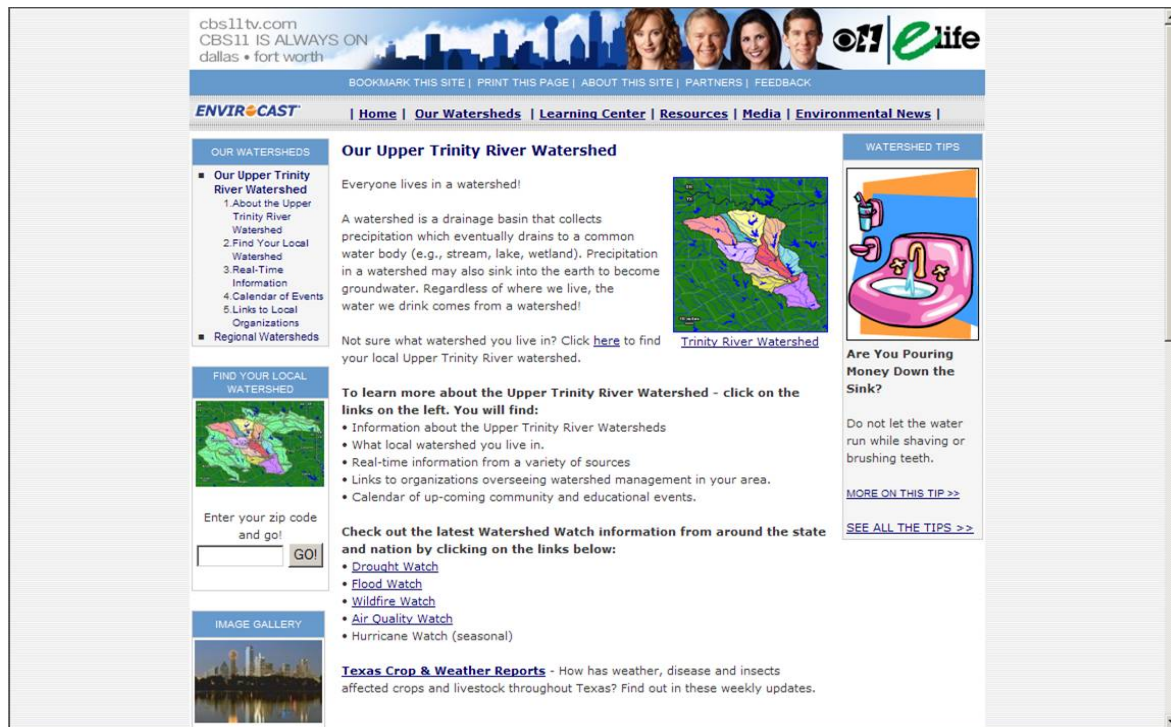 cbs11tv.com
CBS11 IS ALWAYS ON
dallas • fort worth
11 e life
BOOKMARK THIS SITE | PRINT THIS PAGE | ABOUT THIS SITE | PARTNERS | FEEDBACK
ENVIROCAST
| Home | Our Watersheds | Learning Center | Resources | Media | Environmental News |
OUR WATERSHEDS
■ Our Upper Trinity
River Watershed
1.About the Upper
Trinity River
Watershed
2.Find Your Local
Watershed
3.Real-Time
Information
4.Calendar of Events
5.Links to Local
Organizations
■ Regional Watersheds
FIND YOUR LOCAL
WATERSHED
Enter your zip code
and go!
GO!
IMAGE GALLERY
Our Upper Trinity River Watershed
Everyone lives in a watershed!
A watershed is a drainage basin that collects
precipitation which eventually drains to a common
water body (e.g., stream, lake, wetland). Precipitation
in a watershed may also sink into the earth to become
groundwater. Regardless of where we live, the
water we drink comes from a watershed!
Not sure what watershed you live in? Click here to find
your local Upper Trinity River watershed.
Trinity River Watershed
To learn more about the Upper Trinity River Watershed - click on the
links on the left. You will find:
• Information about the Upper Trinity River Watersheds
• What local watershed you live in.
• Real-time information from a variety of sources
• Links to organizations overseeing watershed management in your area.
• Calendar of up-coming community and educational events.
Check out the latest Watershed Watch information from around the state
and nation by clicking on the links below:
• Drought Watch
• Flood Watch
• Wildfire Watch
• Air Quality Watch
• Hurricane Watch (seasonal)
Texas Crop & Weather Reports - How has weather, disease and insects
affected crops and livestock throughout Texas? Find out in these weekly updates.
WATERSHED TIPS
Are You Pouring
Money Down the
Sink?
Do not let the water
run while shaving or
brushing teeth.
MORE ON THIS TIP >>
SEE ALL THE TIPS >>